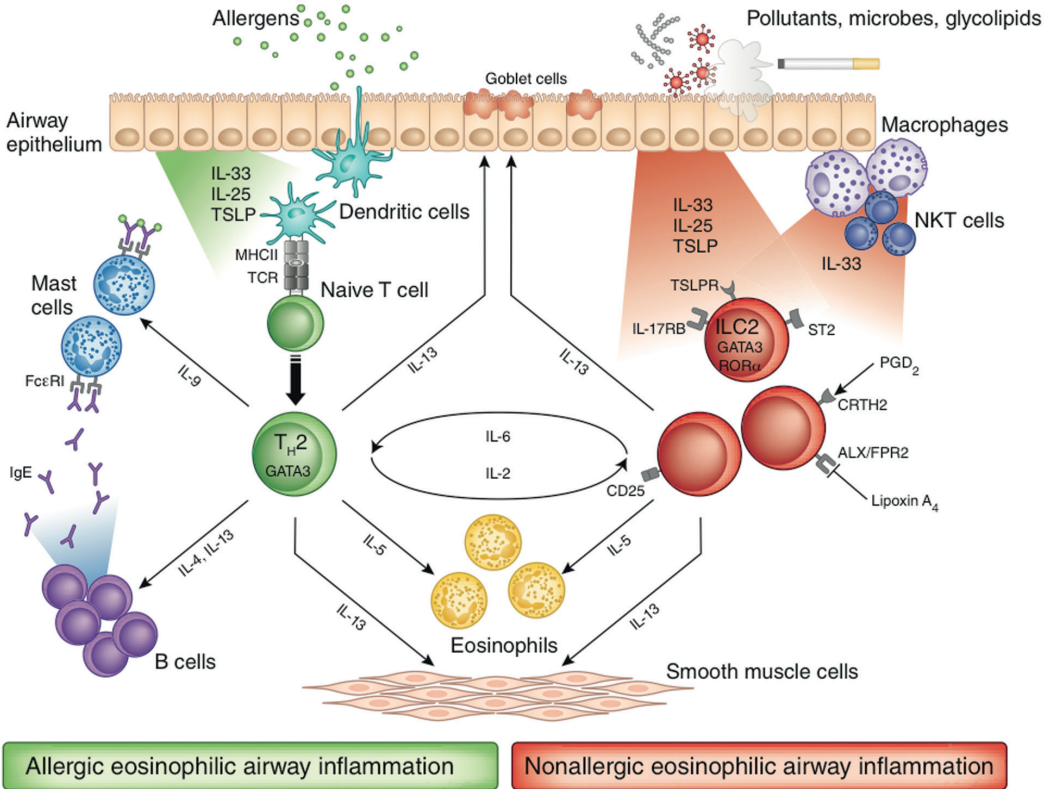 Allergens
Pollutants, microbes, glycolipids
Goblet cells
Airway
epithelium
Macrophages
IL-33
IL-25
TSLP
Dendritic cells
IL-33
IL-25
TSLP
NKT cells
IL-33
MHCII
TCR
Naive T cell
Mast
cells
TSLPR
IL-17RB
ILC2
GATA3
RORα
ST2
FcεRI
IL-9
IL-13
IL-13
PGD2
CRTH2
TH2
GATA3
IL-6
IL-2
CD25
ALX/FPR2
Lipoxin A4
IgE
IL-4, IL-13
IL-5
IL-5
IL-13
IL-13
Eosinophils
B cells
Smooth muscle cells
Allergic eosinophilic airway inflammation
Nonallergic eosinophilic airway inflammation